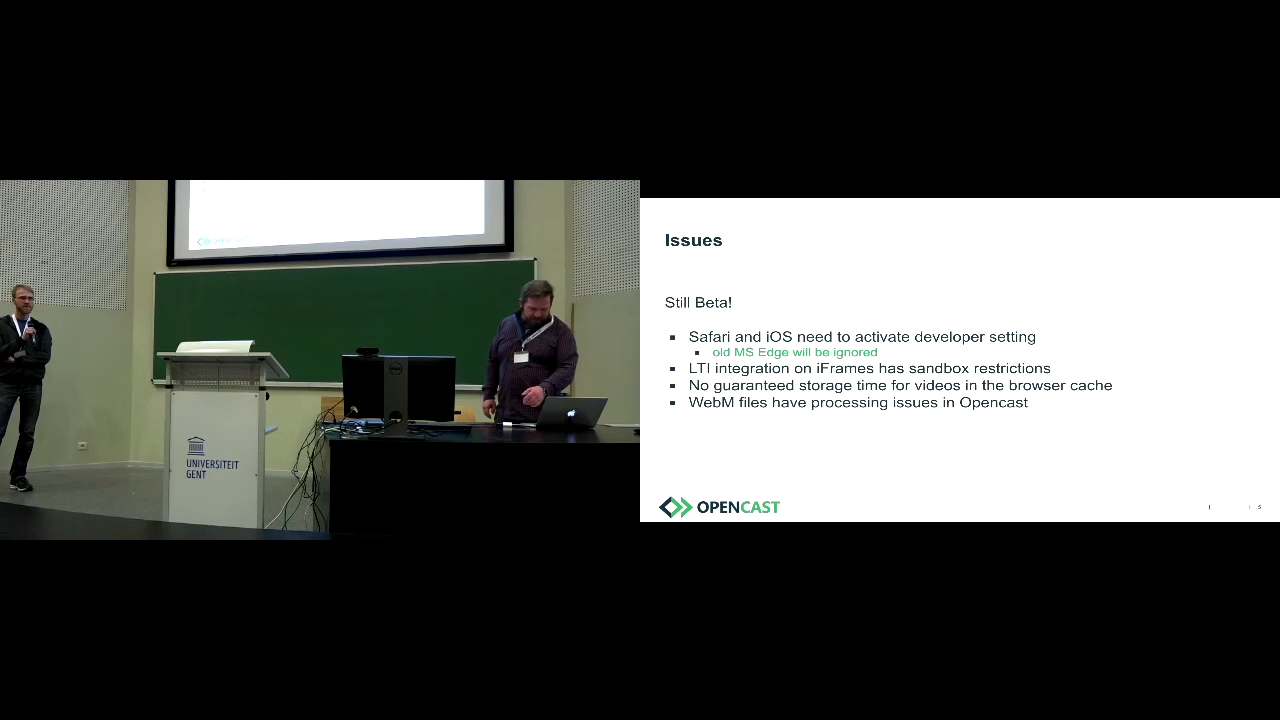 UNIVERSITEIT
GENT
DELL
Issues
Still Beta!
Safari and iOS need to activate developer setting
old MS Edge will be ignored
LTI integration on iFrames has sandbox restrictions
No guaranteed storage time for videos in the browser cache
WebM files have processing issues in Opencast
OPENCAST